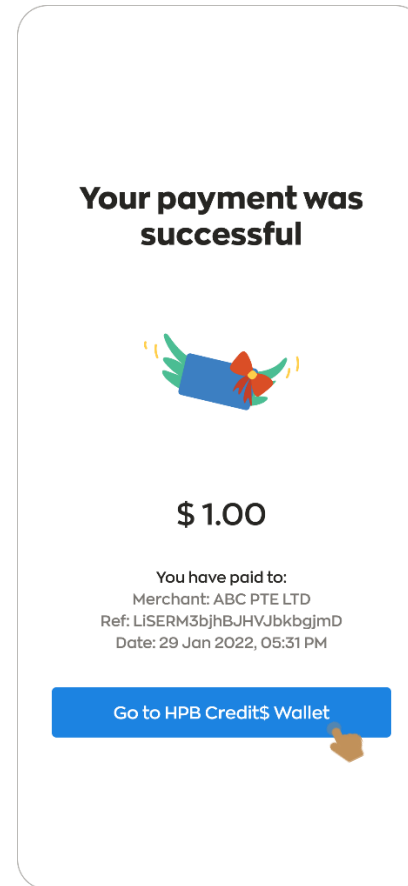 Your payment was
successful
$ 1.00
You have paid to:
Merchant: ABC PTE LTD
Ref: LiSERM3bjhBJHVJbkbgjmD
Date: 29 Jan 2022, 05:31 PM
Go to HPB Credit$ Wallet